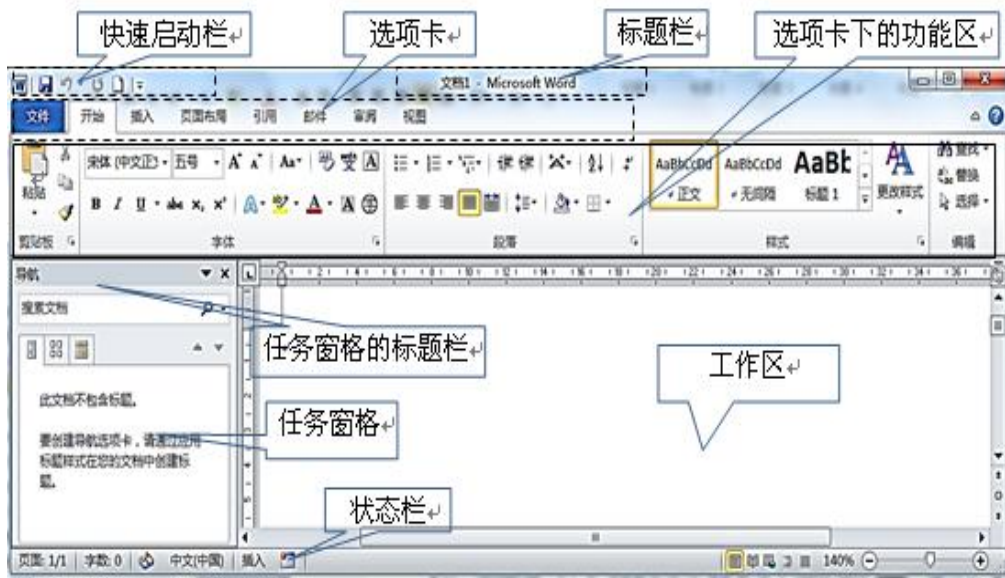 快速启动栏
选项卡
标题栏
选项卡下的功能区
文档1 - Microsoft Word
文件 开始 插入 页面布局 引用 邮件 审阅 视图
宋体 (中文正 五号 A A Aa 变 A
AaBbCcDd AaBbCcDd AaBb
查找
替换
选择
粘贴
B I U abc x, x² A A A
正文 无间隔 标题 1 更改样式
剪贴板 字体 段落 样式 编辑
导航
搜索文档
任务窗格的标题栏
工作区
此文档不包含标题。
任务窗格
要创建导航选项卡，请通过应用
标题样式在您的文档中创建标
题。
状态栏
页面: 1/1 字数: 0 中文(中国) 插入 140%